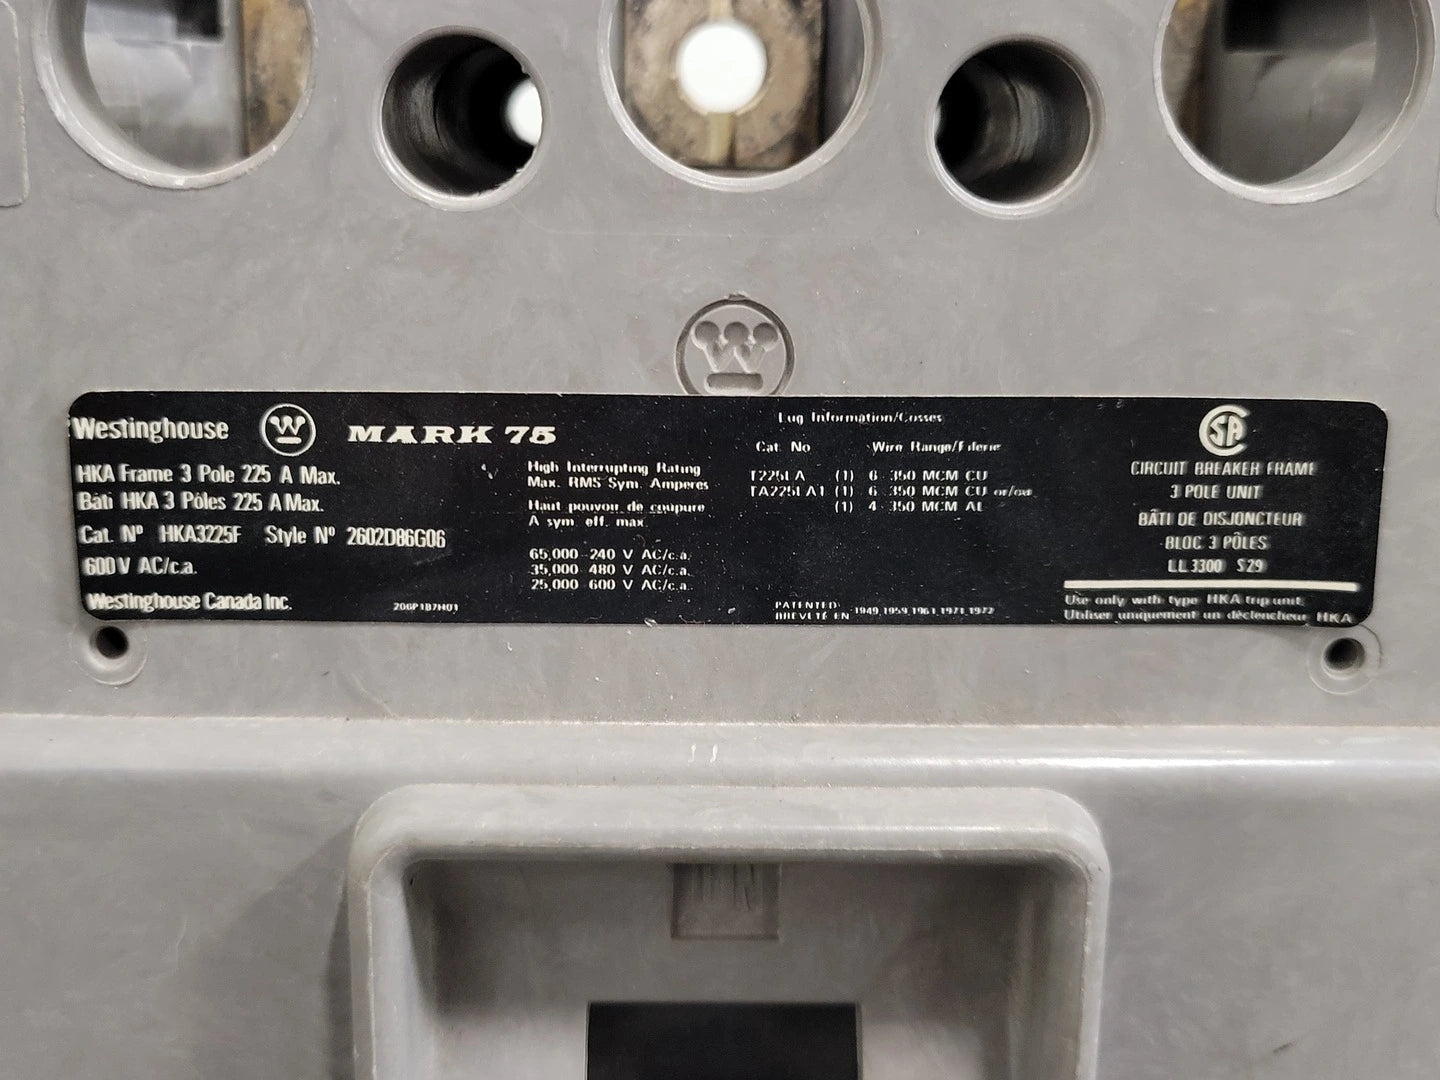 Westinghouse W MARK 75
HKA Frame 3 Pole 225 A Max.
Bâti HKA 3 Pôles 225 A Max.
Cat. Nº HKA3225F Style Nº 2602D86G06
600 V AC/c.a.
Westinghouse Canada Inc.
206P187H01
High Interrupting Rating
Max. RMS Sym. Amperes
Haut pouvoir de coupure
A sym. eff. max.
65,000 240 V AC/c.a.
35,000 480 V AC/c.a.
25,000 600 V AC/c.a.
Lug Information/Cosses
Cat. No Wire Range/Filerie
T225LA (1) 6 350 MCM CU
TA225LA1 (1) 6 350 MCM CU or/ou
(1) 4 350 MCM AL
PATENTED
BREVETÉ EN 1949, 1959, 1961, 1971, 1972
CIRCUIT BREAKER FRAME
3 POLE UNIT
BÂTI DE DISJONCTEUR
BLOC 3 PÔLES
LL 3300 S29
Use only with type HKA trip unit.
Utiliser uniquement un déclencheur HKA